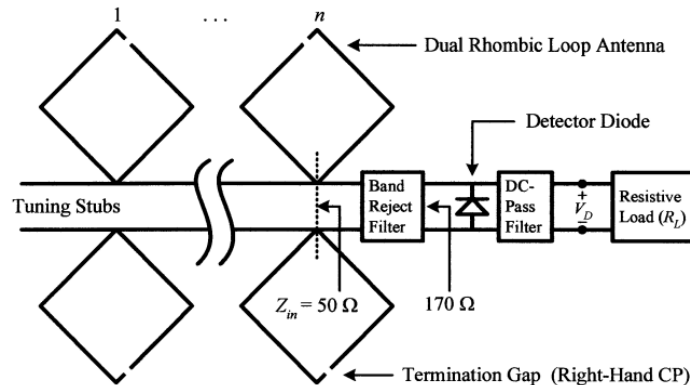 1 . . . n
Dual Rhombic Loop Antenna
Detector Diode
Tuning Stubs
Band
Reject
Filter
DC-
Pass
Filter
+
V_D
–
Resistive
Load (R_L)
Z_in = 50 Ω
170 Ω
Termination Gap (Right-Hand CP)